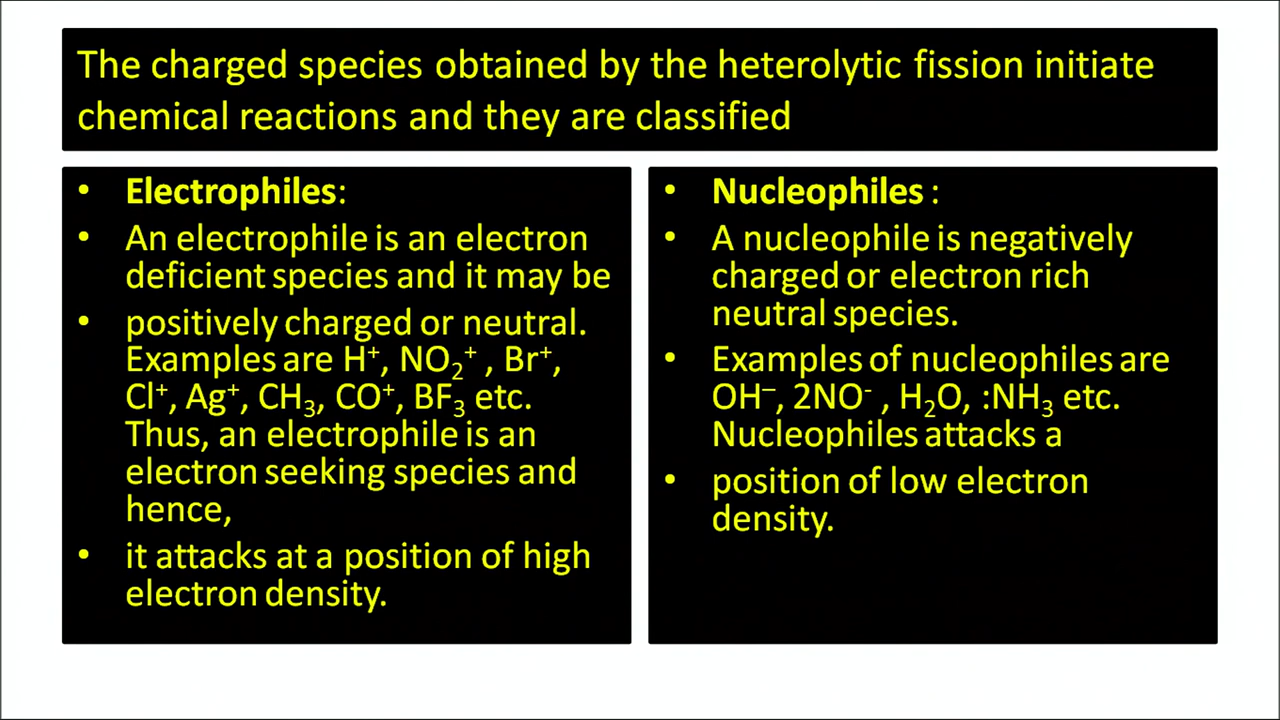 The charged species obtained by the heterolytic fission initiate
chemical reactions and they are classified
• Electrophiles:
• An electrophile is an electron
deficient species and it may be
• positively charged or neutral.
Examples are H⁺, NO₂⁺ , Br⁺,
Cl⁺, Ag⁺, CH₃, CO⁺, BF₃ etc.
Thus, an electrophile is an
electron seeking species and
hence,
• it attacks at a position of high
electron density.
• Nucleophiles :
• A nucleophile is negatively
charged or electron rich
neutral species.
• Examples of nucleophiles are
OH⁻, 2NO⁻ , H₂O, :NH₃ etc.
Nucleophiles attacks a
• position of low electron
density.